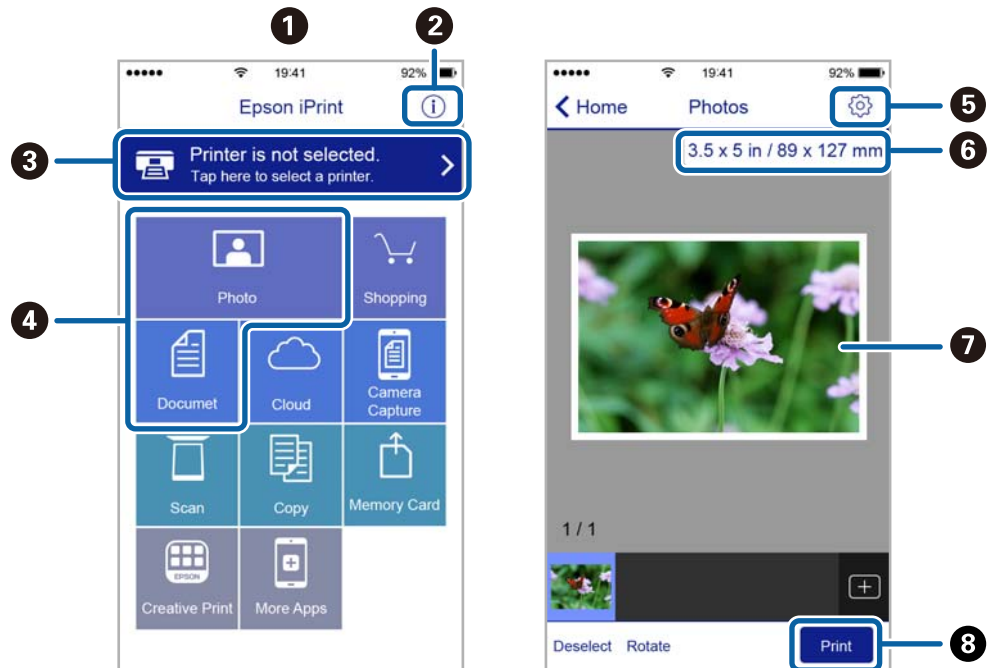 1
2
19:41
92%
Epson iPrint
3
Printer is not selected.
Tap here to select a printer.
4
Photo
Shopping
Documet
Cloud
Camera
Capture
Scan
Copy
Memory Card
EPSON
Creative Print
More Apps
19:41
92%
Home
Photos
5
3.5 x 5 in / 89 x 127 mm
6
7
1 / 1
Deselect
Rotate
Print
8